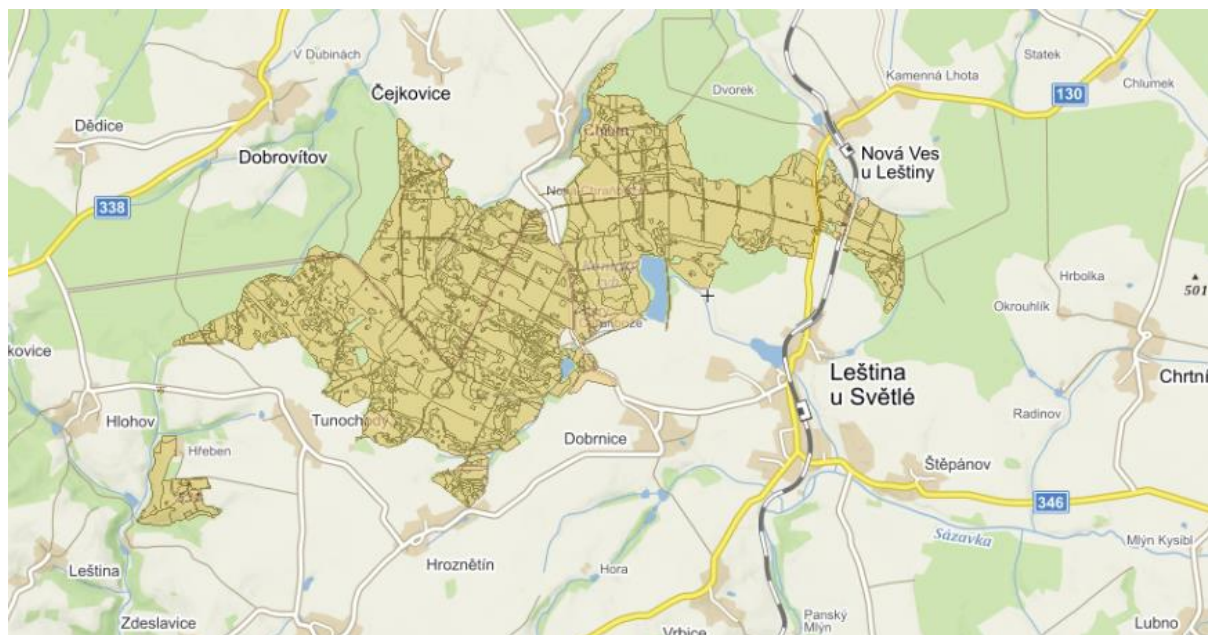 V Dubinách
Čejkovice
Dvorek
Statek
Kamenná Lhota
Chlumek
130
Dědice
Dobrovítov
Chlum
Nová Ves
u Leštiny
338
Hrbolka
501
Okrouhlík
kovice
Leština
u Světlé
Chrtní
Hlohov
Tunochody
Radinov
Hřeben
Dobrnice
Štěpánov
346
Sázavka
Mlýn Kysibl
Leština
Hroznětín
Hora
Zdeslavice
Panský
Mlýn
Vrbice
Lubno